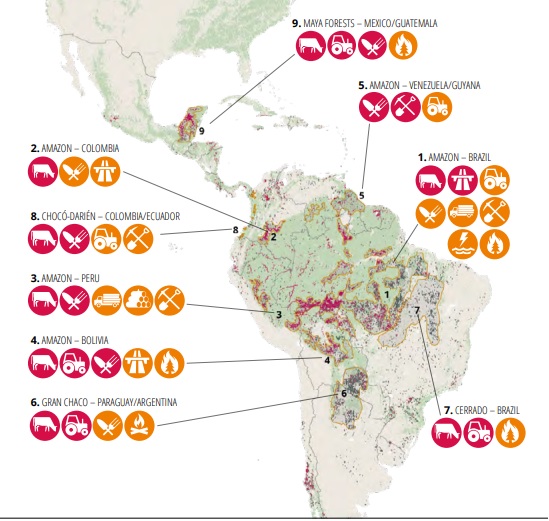 9. MAYA FORESTS – MEXICO/GUATEMALA
5. AMAZON – VENEZUELA/GUYANA
2. AMAZON – COLOMBIA
1. AMAZON – BRAZIL
8. CHOCÓ-DARIÉN – COLOMBIA/ECUADOR
3. AMAZON – PERU
4. AMAZON – BOLIVIA
6. GRAN CHACO – PARAGUAY/ARGENTINA
7. CERRADO – BRAZIL
9
5
8
2
1
7
3
4
6